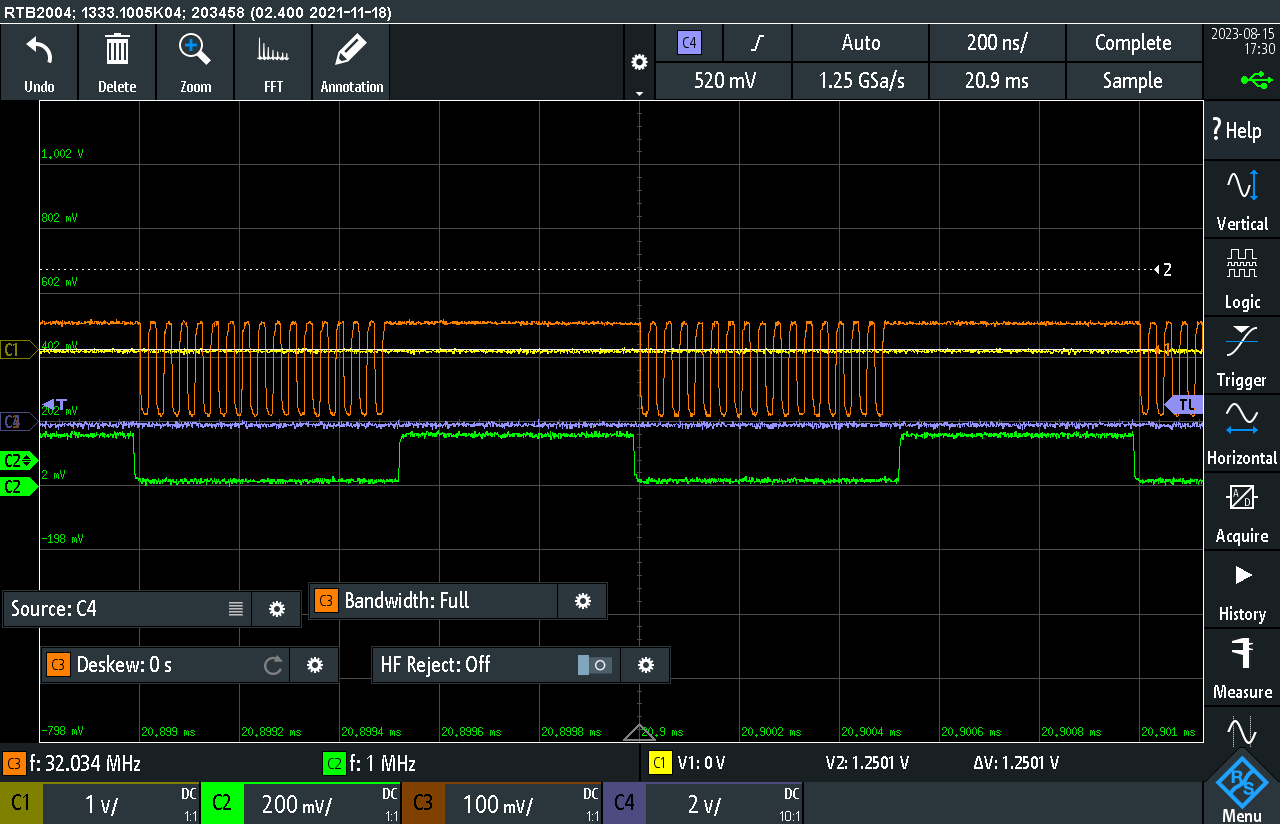 RTB2004; 1333.1005K04; 203458 (02.400 2021-11-18)
Undo
Delete
Zoom
FFT
Annotation
C4
Auto
200 ns/
Complete
520 mV
1.25 GSa/s
20.9 ms
Sample
2023-08-15
17:30
? Help
Vertical
Logic
Trigger
Horizontal
Acquire
History
Measure
Menu
1,002 V
802 mV
602 mV
402 mV
202 mV
2 mV
-198 mV
-798 mV
2
C1
T
TL
C2
C2
Source: C4
C3 Bandwidth: Full
C3 Deskew: 0 s
HF Reject: Off
20.899 ms
20.8992 ms
20.8994 ms
20.8996 ms
20.8998 ms
20.9 ms
20.9002 ms
20.9004 ms
20.9006 ms
20.9008 ms
20.901 ms
C3 f: 32.034 MHz
C2 f: 1 MHz
C1 V1: 0 V
V2: 1.2501 V
ΔV: 1.2501 V
C1 1 V/ DC 1:1
C2 200 mV/ DC 1:1
C3 100 mV/ DC 1:1
C4 2 V/ DC 10:1
R&S